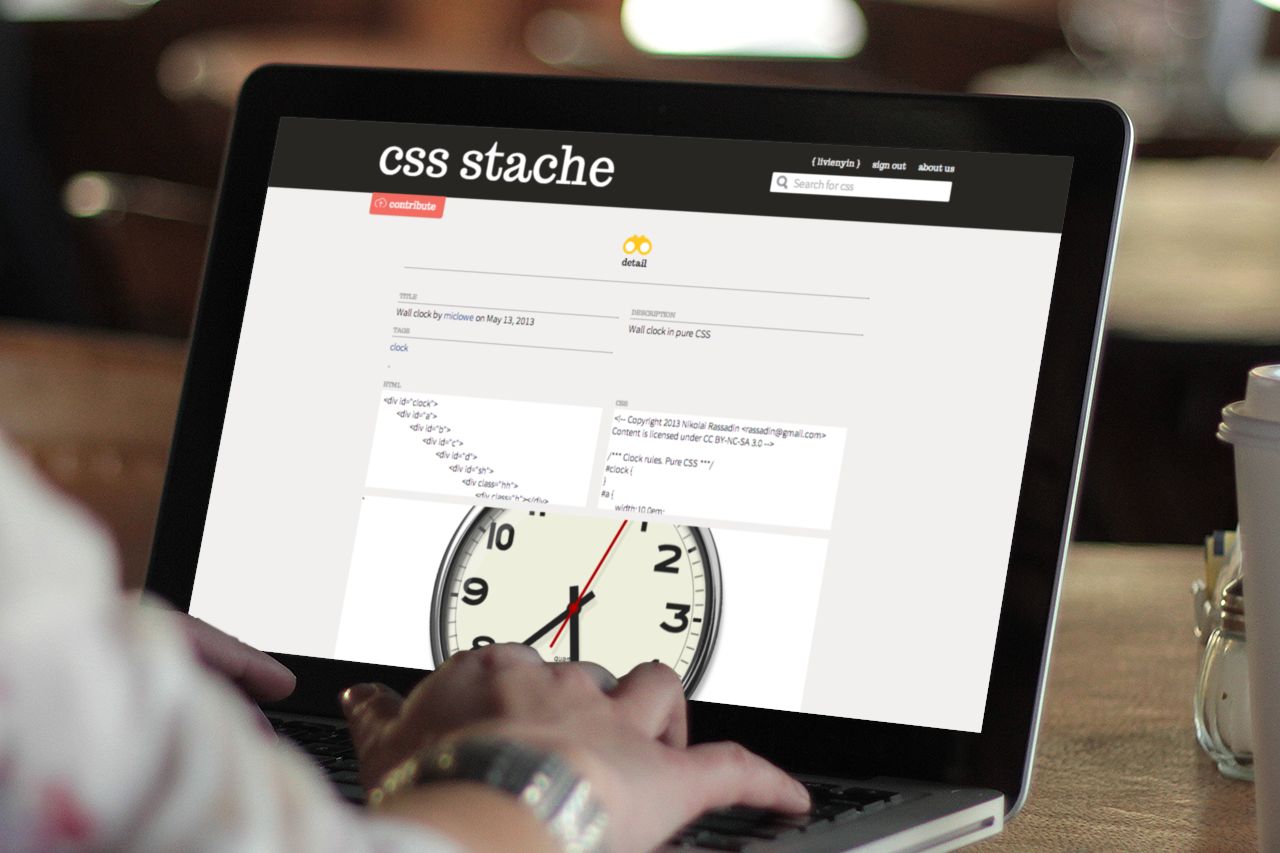 css stache
{ livienyin } sign out about us
Search for css
contribute
detail
TITLE
Wall clock by miclowe on May 13, 2013
TAGS
clock
DESCRIPTION
Wall clock in pure CSS
HTML
<div id="clock">
<div id="a">
<div id="b">
<div id="c">
<div id="d">
<div id="sh">
<div class="hh">
<div class="h"></div>
CSS
<!-- Copyright 2013 Nikolai Rassadin <rassadin@gmail.com>
Content is licensed under CC BY-NC-SA 3.0 -->
/*** Clock rules. Pure CSS ***/
#clock {
}
#a {
width:10.0em;
10
2
9
3
8